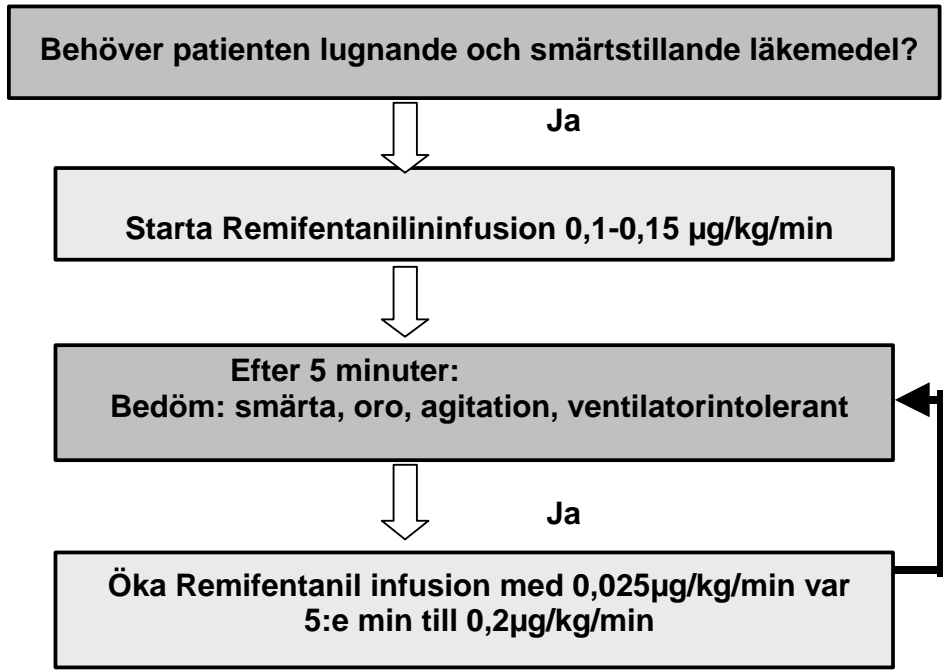 Behöver patienten lugnande och smärtstillande läkemedel?
Ja
Starta Remifentanilininfusion 0,1-0,15 µg/kg/min
Efter 5 minuter:
Bedöm: smärta, oro, agitation, ventilatorintolerant
Ja
Öka Remifentanil infusion med 0,025µg/kg/min var
5:e min till 0,2µg/kg/min